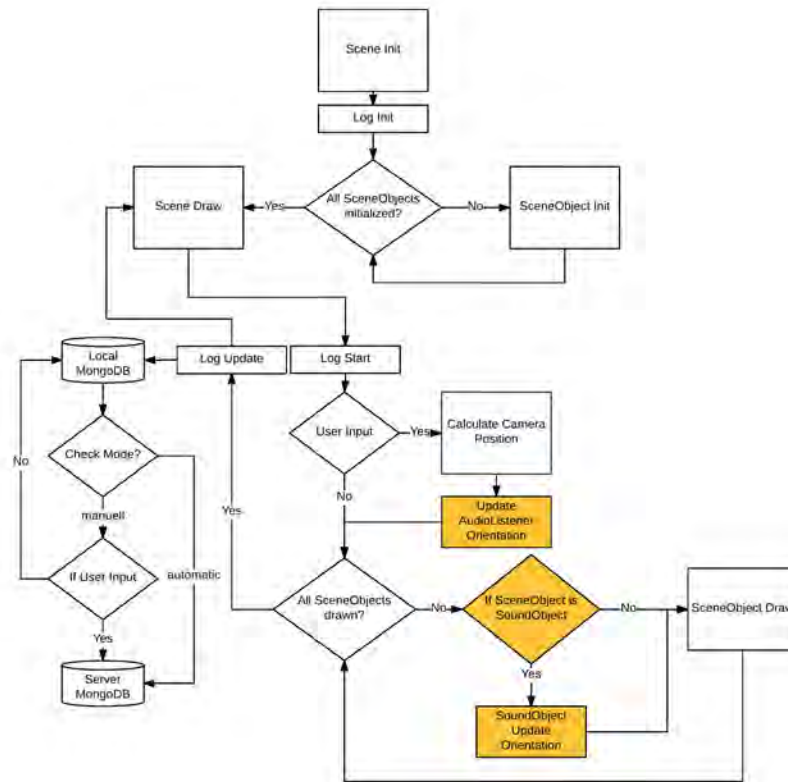 Scene Init
Log Init
Scene Draw
Yes
All SceneObjects
initialized?
No
SceneObject Init
Local
MongoDB
Log Update
Log Start
No
Check Mode?
User Input
Yes
Calculate Camera
Position
manuell
Yes
No
Update
AudioListener
Orientation
If User Input
automatic
All SceneObjects
drawn?
No
If SceneObject is
SoundObject
No
SceneObject Draw
Yes
Yes
Server
MongoDB
SoundObject
Update
Orientation